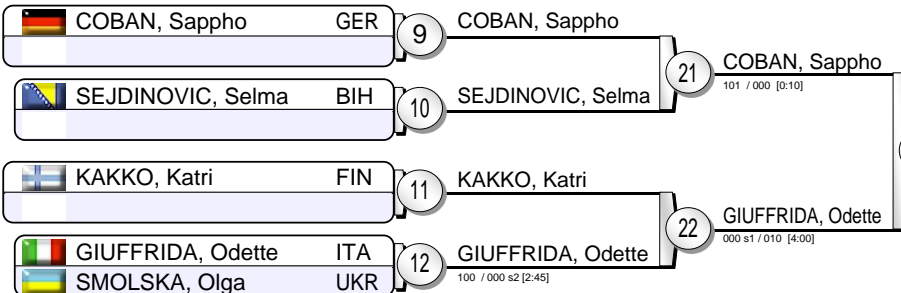 COBAN, Sappho GER
9
COBAN, Sappho
SEJDINOVIC, Selma BIH
10
SEJDINOVIC, Selma
21
COBAN, Sappho
101 / 000 [0:10]
KAKKO, Katri FIN
11
KAKKO, Katri
GIUFFRIDA, Odette ITA
SMOLSKA, Olga UKR
12
GIUFFRIDA, Odette
100 / 000 s2 [2:45]
22
GIUFFRIDA, Odette
000 s1 / 010 [4:00]